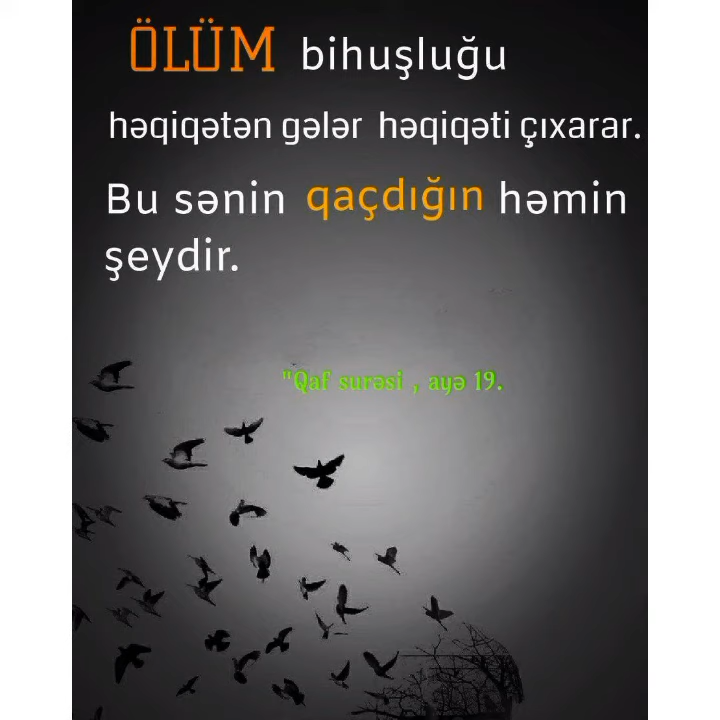 ÖLÜM bihuşluğu
həqiqətən gələr həqiqəti çıxarar.
Bu sənin qaçdığın həmin
şeydir.
"Qaf surəsi , ayə 19.